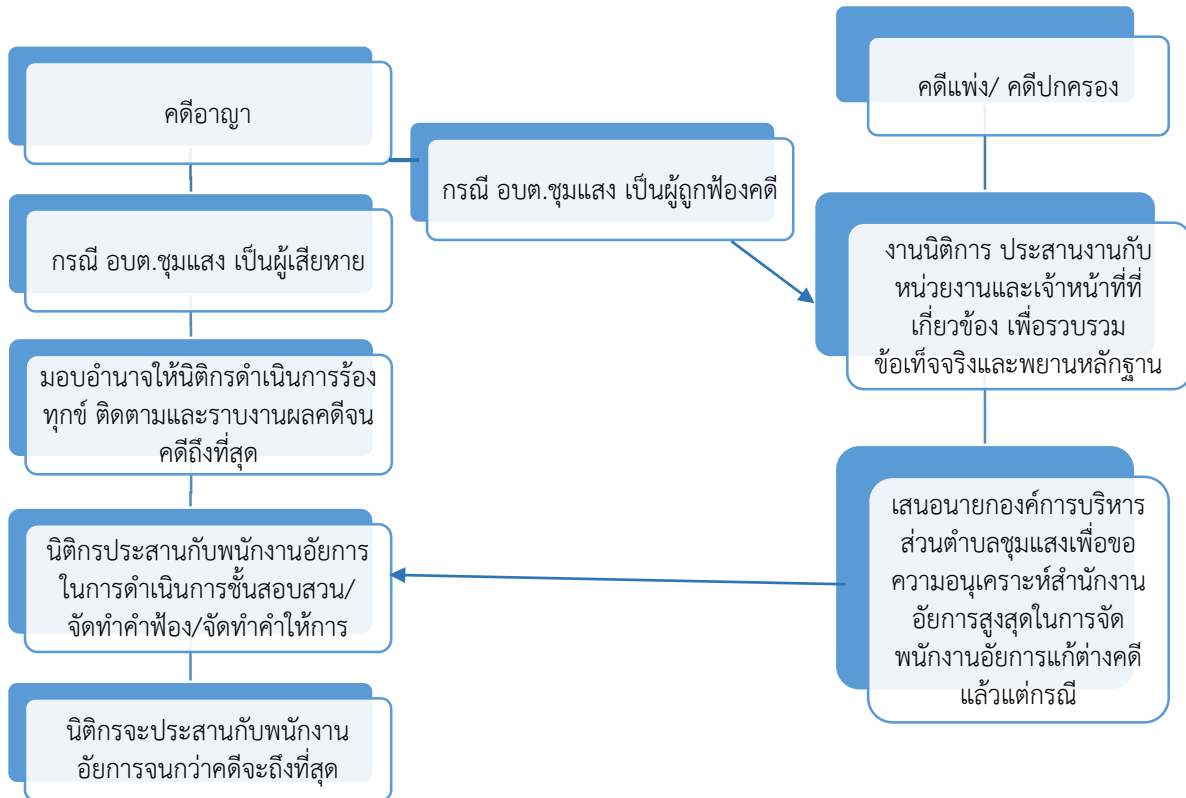 คดีอาญา
กรณี อบต.ชุมแสง เป็นผู้เสียหาย
มอบอำนาจให้นิติกรดำเนินการร้อง
ทุกข์ ติดตามและราบงานผลคดีจน
คดีถึงที่สุด
นิติกรประสานกับพนักงานอัยการ
ในการดำเนินการชั้นสอบสวน/
จัดทำคำฟ้อง/จัดทำคำให้การ
นิติกรจะประสานกับพนักงาน
อัยการจนกว่าคดีจะถึงที่สุด
กรณี อบต.ชุมแสง เป็นผู้ถูกฟ้องคดี
คดีแพ่ง/ คดีปกครอง
งานนิติการ ประสานงานกับ
หน่วยงานและเจ้าหน้าที่ที่
เกี่ยวข้อง เพื่อรวบรวม
ข้อเท็จจริงและพยานหลักฐาน
เสนอนายกองค์การบริหาร
ส่วนตำบลชุมแสงเพื่อขอ
ความอนุเคราะห์สำนักงาน
อัยการสูงสุดในการจัด
พนักงานอัยการแก้ต่างคดี
แล้วแต่กรณี